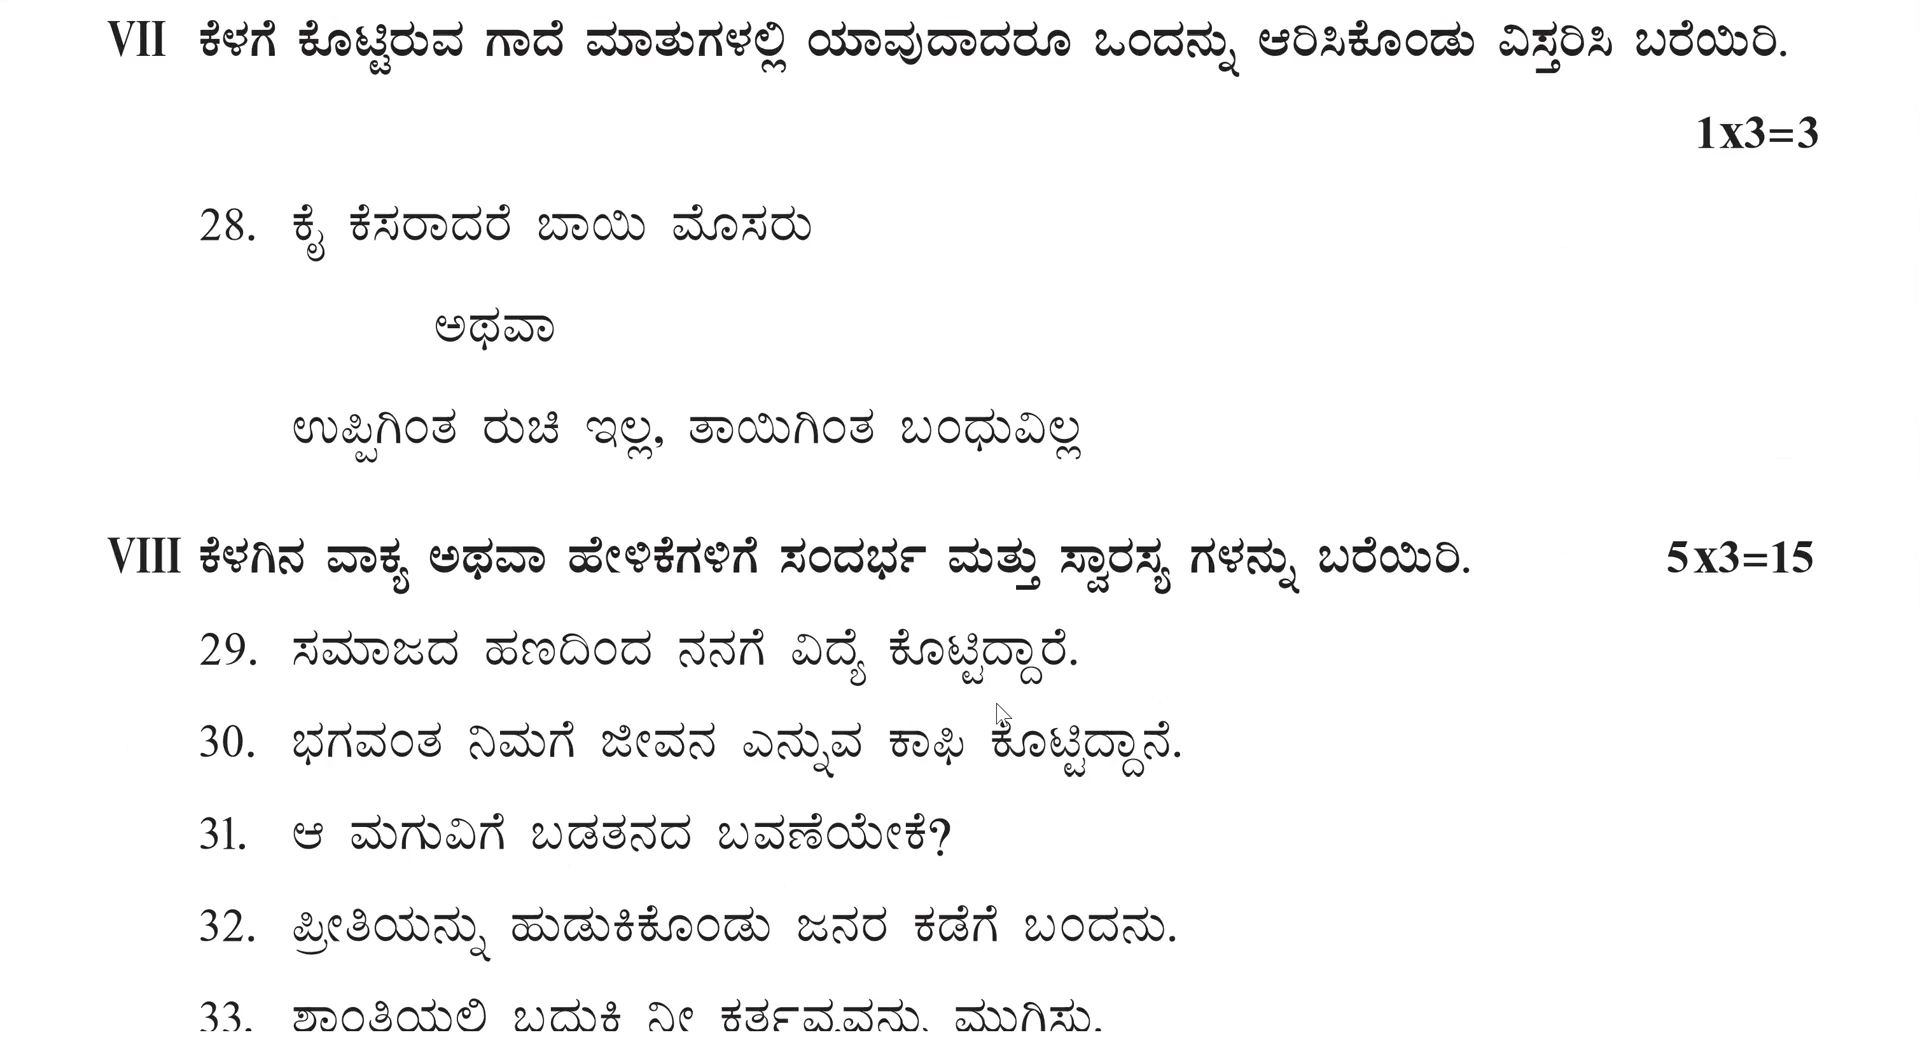 VII ಕೆಳಗೆ ಕೊಟ್ಟಿರುವ ಗಾದೆ ಮಾತುಗಳಲ್ಲಿ ಯಾವುದಾದರೂ ಒಂದನ್ನು ಆರಿಸಿಕೊಂಡು ವಿಸ್ತರಿಸಿ ಬರೆಯಿರಿ.
1x3=3
28. ಕೈ ಕೆಸರಾದರೆ ಬಾಯಿ ಮೊಸರು
ಅಥವಾ
ಉಪ್ಪಿಗಿಂತ ರುಚಿ ಇಲ್ಲ, ತಾಯಿಗಿಂತ ಬಂಧುವಿಲ್ಲ
VIII ಕೆಳಗಿನ ವಾಕ್ಯ ಅಥವಾ ಹೇಳಿಕೆಗಳಿಗೆ ಸಂದರ್ಭ ಮತ್ತು ಸ್ವಾರಸ್ಯ ಗಳನ್ನು ಬರೆಯಿರಿ. 5x3=15
29. ಸಮಾಜದ ಹಣದಿಂದ ನನಗೆ ವಿದ್ಯೆ ಕೊಟ್ಟಿದ್ದಾರೆ.
30. ಭಗವಂತ ನಿಮಗೆ ಜೀವನ ಎನ್ನುವ ಕಾಫಿ ಕೊಟ್ಟಿದ್ದಾನೆ.
31. ಆ ಮಗುವಿಗೆ ಬಡತನದ ಬವಣೆಯೇಕೆ?
32. ಪ್ರೀತಿಯನ್ನು ಹುಡುಕಿಕೊಂಡು ಜನರ ಕಡೆಗೆ ಬಂದನು.
33. ಶಾಂತಿಯಲಿ ಬದುಕಿ ನೀ ಕರ್ತವ್ಯವನು. ಮುಗಿಸು.